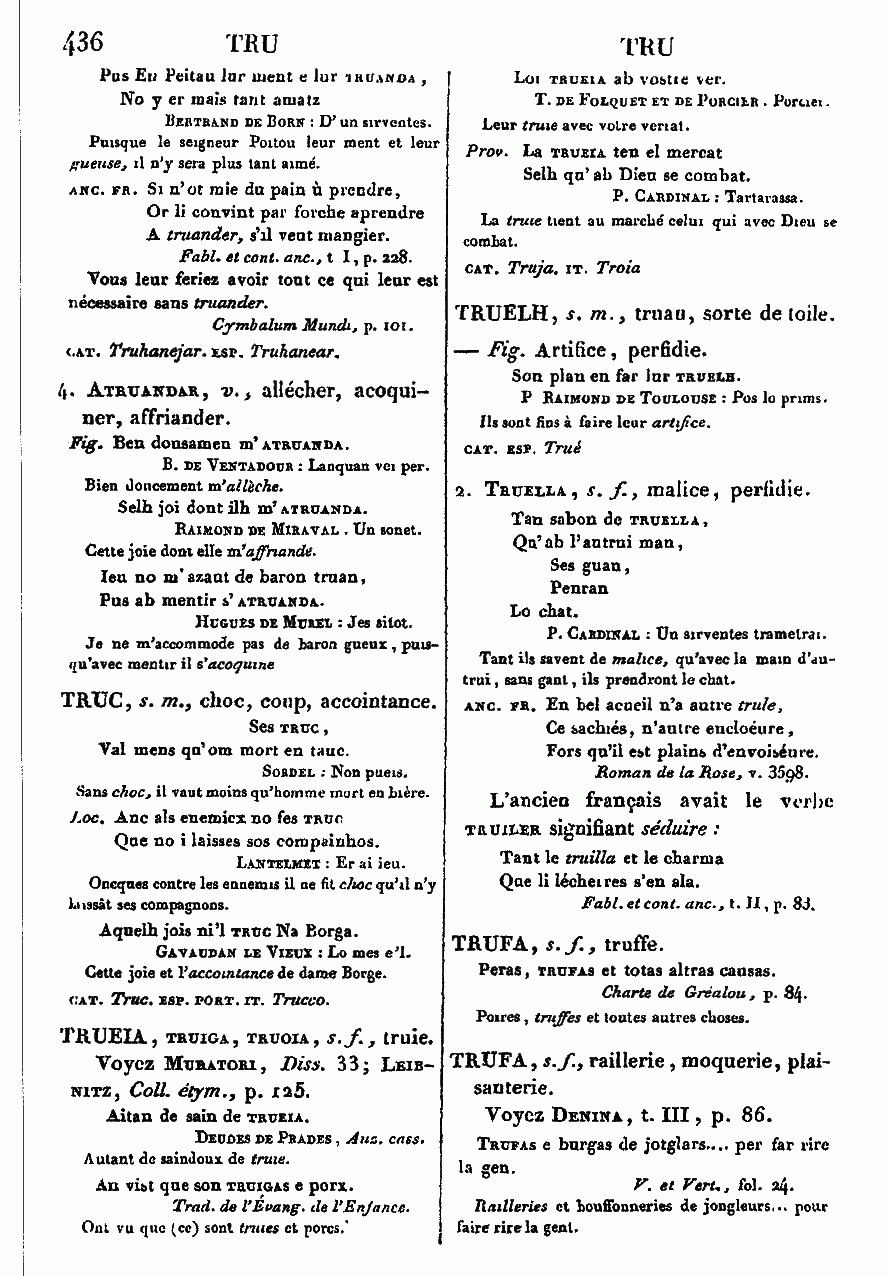 436 TRU
Pus En Peitau lur ment e lur TRUANDA,
No y er mais tant amatz
BERTRAND DE BORN : D'un sirventes.
Puisque le seigneur Poitou leur ment et leur
gueuse, il n'y sera plus tant aimé.
ANC. FR. Si n'ot mie du pain à prendre,
Or li convint par force aprendre
A truander, s'il veut mangier.
Fabl. et cont. anc., t I, p. 228.
Vous leur feriez avoir tout ce qui leur est
nécessaire sans truander.
Cymbalum Mundi, p. 101.
CAT. Truhanejar. ESP. Truhanear.
4. ATRUANDAR, v., allécher, acoqui-
ner, affriander.
Fig. Ben donsamen m'ATRUANDA.
B. DE VENTADOUR : Lanquan vei per.
Bien doucement m'allèche.
Selh joi dont ilh m'ATRUANDA.
RAIMOND DE MIRAVAL. Un sonet.
Cette joie dont elle m'affriande.
Ieu no m'azaut de baron truan,
Pus ab mentir s'ATRUANDA.
HUGUES DE MUREL : Jes sitot.
Je ne m'accommode pas de baron gueux, puis-
qu'avec mentir il s'acoquine
TRUC, s. m., choc, coup, accointance.
Ses TRUC,
Val mens qu'om mort en tauc.
SORDEL : Non pueis.
Sans choc, il vaut moins qu'homme mort en bière.
Loc. Anc als enemicx no fes TRUC
Que no i laisses sos compainhos.
LANTELMET : Er ai ieu.
Oncques contre les ennemis il ne fit choc qu'il n'y
laissât ses compagnons.
Aquelh jois ni'l TRUC Na Borga.
GAVAUDAN LE VIEUX : Lo mes e'l.
Cette joie et l'accointance de dame Borge.
CAT. Truc. ESP. PORT. IT. Trucco.
TRUEIA, TRUIGA, TRUOIA, s. f., truie.
Voyez MURATORI, Diss. 33; LEIB-
NITZ, Coll. étym., p. 125.
Aitan de sain de TRUEIA.
DEUDES DE PRADES, Auz. cass.
Autant de saindoux de truie.
An vist que son TRUIGAS e porx.
Trad. de l'Évang. de l'Enfance.
Ont vu que (ce) sont truies et porcs.
TRU
Loi TRUEIA ab vostre ver.
T. DE FOLQUET ET DE PORCIER. Porcier.
Leur truie avec votre verrat.
Prov. La TRUEIA ten el mercat
Selh qu'ab Dieu se combat.
P. CARDINAL : Tartarassa.
La truie tient au marché celui qui avec Dieu se
combat.
CAT. Truja. IT. Troia
TRUELH, s. m., truau, sorte de toile.
— Fig. Artifice, perfidie.
Son plan en far lur TRUELH.
P RAIMOND DE TOULOUSE : Pos lo prims.
Ils sont fins à faire leur artifice.
CAT. ESP. Trué
2. TRUELLA, s. f., malice, perfidie.
Tan sabon de TRUELLA,
Qu'ab l'autrui man,
Ses guan,
Penran
Lo chat.
P. CARDINAL : Un sirventes trametrai.
Tant ils savent de malice, qu'avec la main d'au-
trui, sans gant, ils prendront le chat.
ANC. FR. En bel acueil n'a autre trule,
Ce sachiés, n'autre encloéure,
Fors qu'il est plains d'envoiséure.
Roman de la Rose, v. 3598.
L'ancien français avait le verbe
TRUILER signifiant séduire :
Tant le truilla et le charma
Que li lécheires s'en ala.
Fabl. et cont. anc., t. II, p. 83.
TRUFA, s. f., truffe.
Peras, TRUFAS et totas altras causas.
Charte de Gréalou, p. 84.
Poires, truffes et toutes autres choses.
TRUFA, s. f., raillerie, moquerie, plai-
santerie.
Voyez DENINA, t. III, p. 86.
TRUFAS e burgas de jotglars.... per far rire
la gen.
V. et Vert., fol. 24.
Railleries et bouffonneries de jongleurs... pour
faire rire la gent.